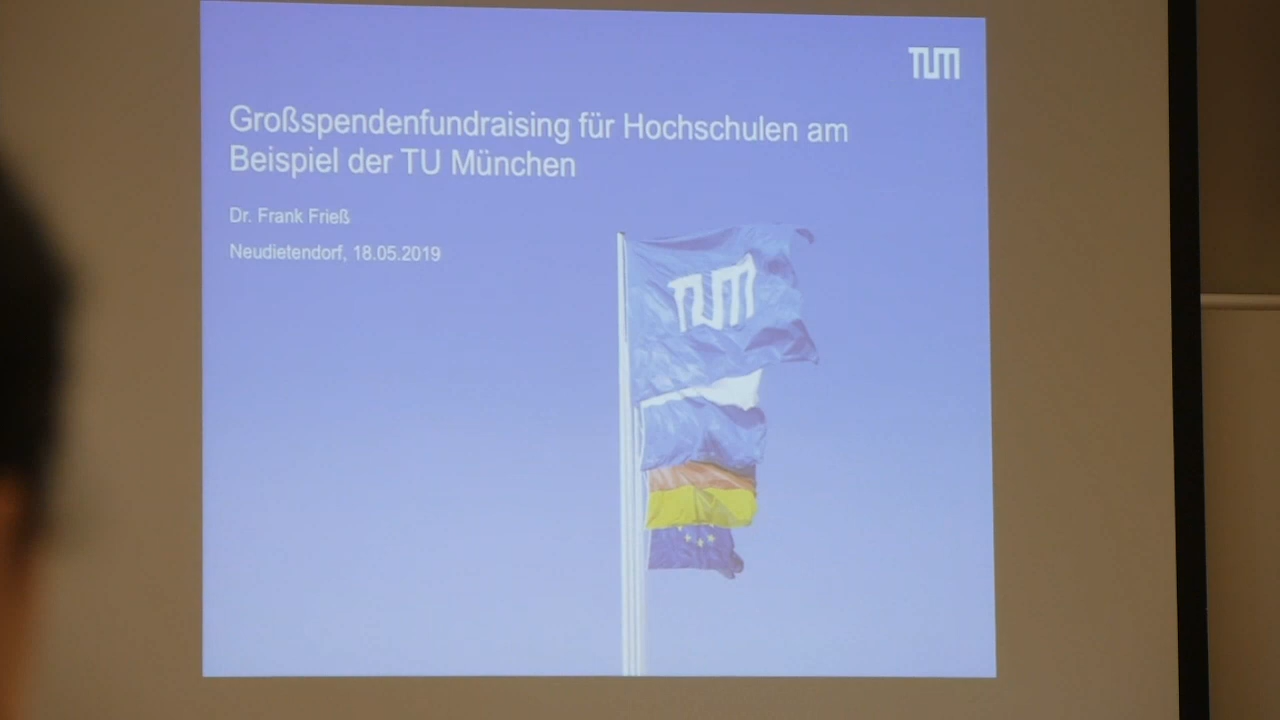 TUM
Großspendenfundraising für Hochschulen am
Beispiel der TU München
Dr. Frank Frieß
Neudietendorf, 18.05.2019
TUM